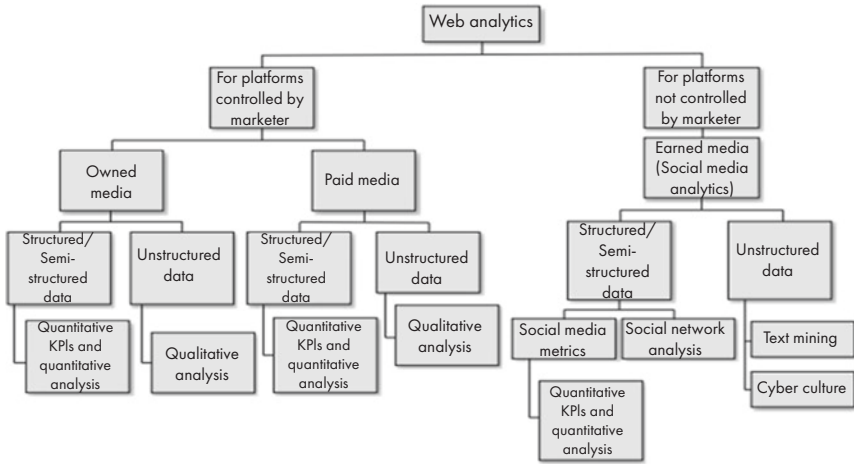 Web analytics
For platforms
controlled by
marketer
For platforms
not controlled
by marketer
Owned
media
Paid media
Earned media
(Social media
analytics)
Structured/
Semi-
structured
data
Unstructured
data
Structured/
Semi-
structured
data
Unstructured
data
Structured/
Semi-
structured
data
Unstructured
data
Quantitative
KPIs and
quantitative
analysis
Qualitative
analysis
Quantitative
KPIs and
quantitative
analysis
Qualitative
analysis
Social media
metrics
Social network
analysis
Text mining
Quantitative
KPIs and
quantitative
analysis
Cyber culture